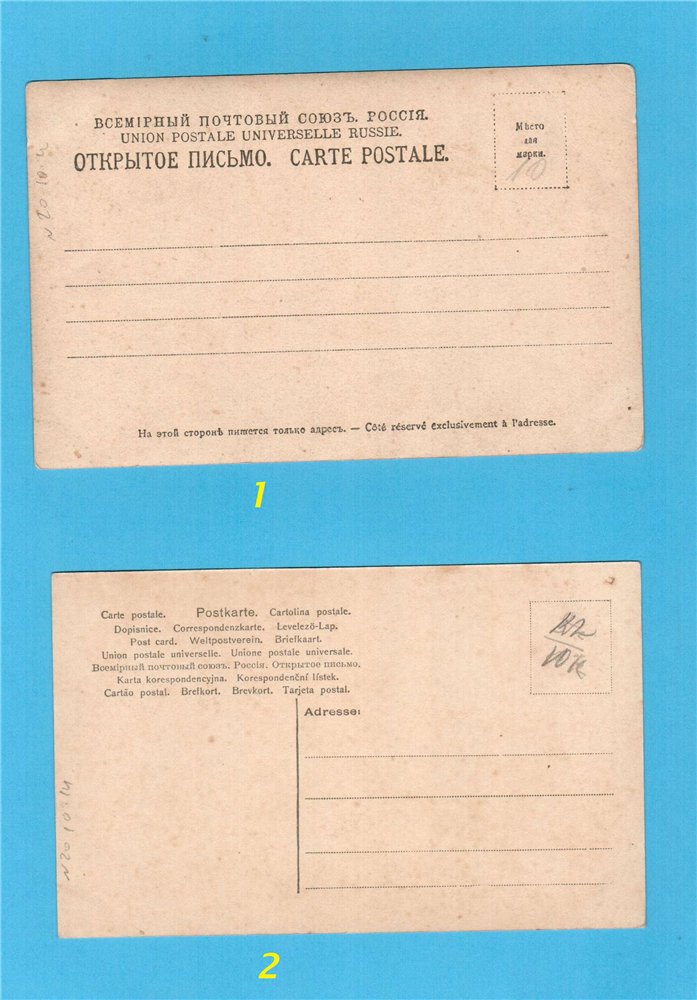 ВСЕМІРНЫЙ ПОЧТОВЫЙ СОЮЗЪ. РОССІЯ.
UNION POSTALE UNIVERSELLE RUSSIE.
ОТКРЫТОЕ ПИСЬМО. CARTE POSTALE.
Мѣсто
для
марки.
10
На этой сторонѣ пишется только адресъ. — Côté réservé exclusivement à l'adresse.
1
Carte postale. Postkarte. Cartolina postale.
Dopisnice. Correspondenzkarte. Levelező-Lap.
Post card. Weltpostverein. Briefkaart.
Union postale universelle. Unione postale universale.
Всемірный почтовый союзъ. Россія. Открытое письмо.
Karta korespondencyjna. Korespondenční lístek.
Cartão postal. Brefkort. Brevkort. Tarjeta postal.
Adresse:
N 20 10 14
2